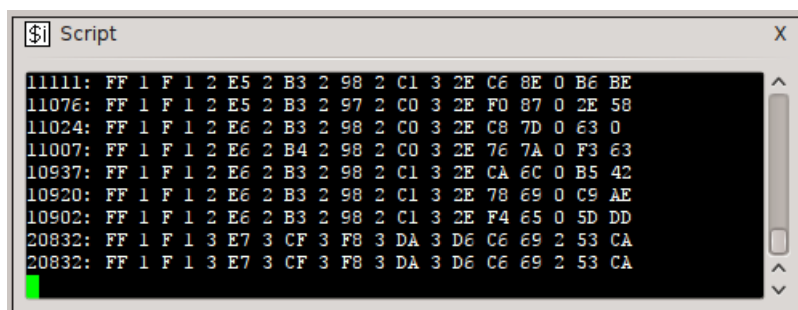 $i Script X
11111: FF 1 F 1 2 E5 2 B3 2 98 2 C1 3 2E C6 8E 0 B6 BE
11076: FF 1 F 1 2 E5 2 B3 2 97 2 C0 3 2E F0 87 0 2E 58
11024: FF 1 F 1 2 E6 2 B3 2 98 2 C0 3 2E C8 7D 0 63 0
11007: FF 1 F 1 2 E6 2 B4 2 98 2 C0 3 2E 76 7A 0 F3 63
10937: FF 1 F 1 2 E6 2 B3 2 98 2 C1 3 2E CA 6C 0 B5 42
10920: FF 1 F 1 2 E6 2 B3 2 98 2 C1 3 2E 78 69 0 C9 AE
10902: FF 1 F 1 2 E6 2 B3 2 98 2 C1 3 2E F4 65 0 5D DD
20832: FF 1 F 1 3 E7 3 CF 3 F8 3 DA 3 D6 C6 69 2 53 CA
20832: FF 1 F 1 3 E7 3 CF 3 F8 3 DA 3 D6 C6 69 2 53 CA